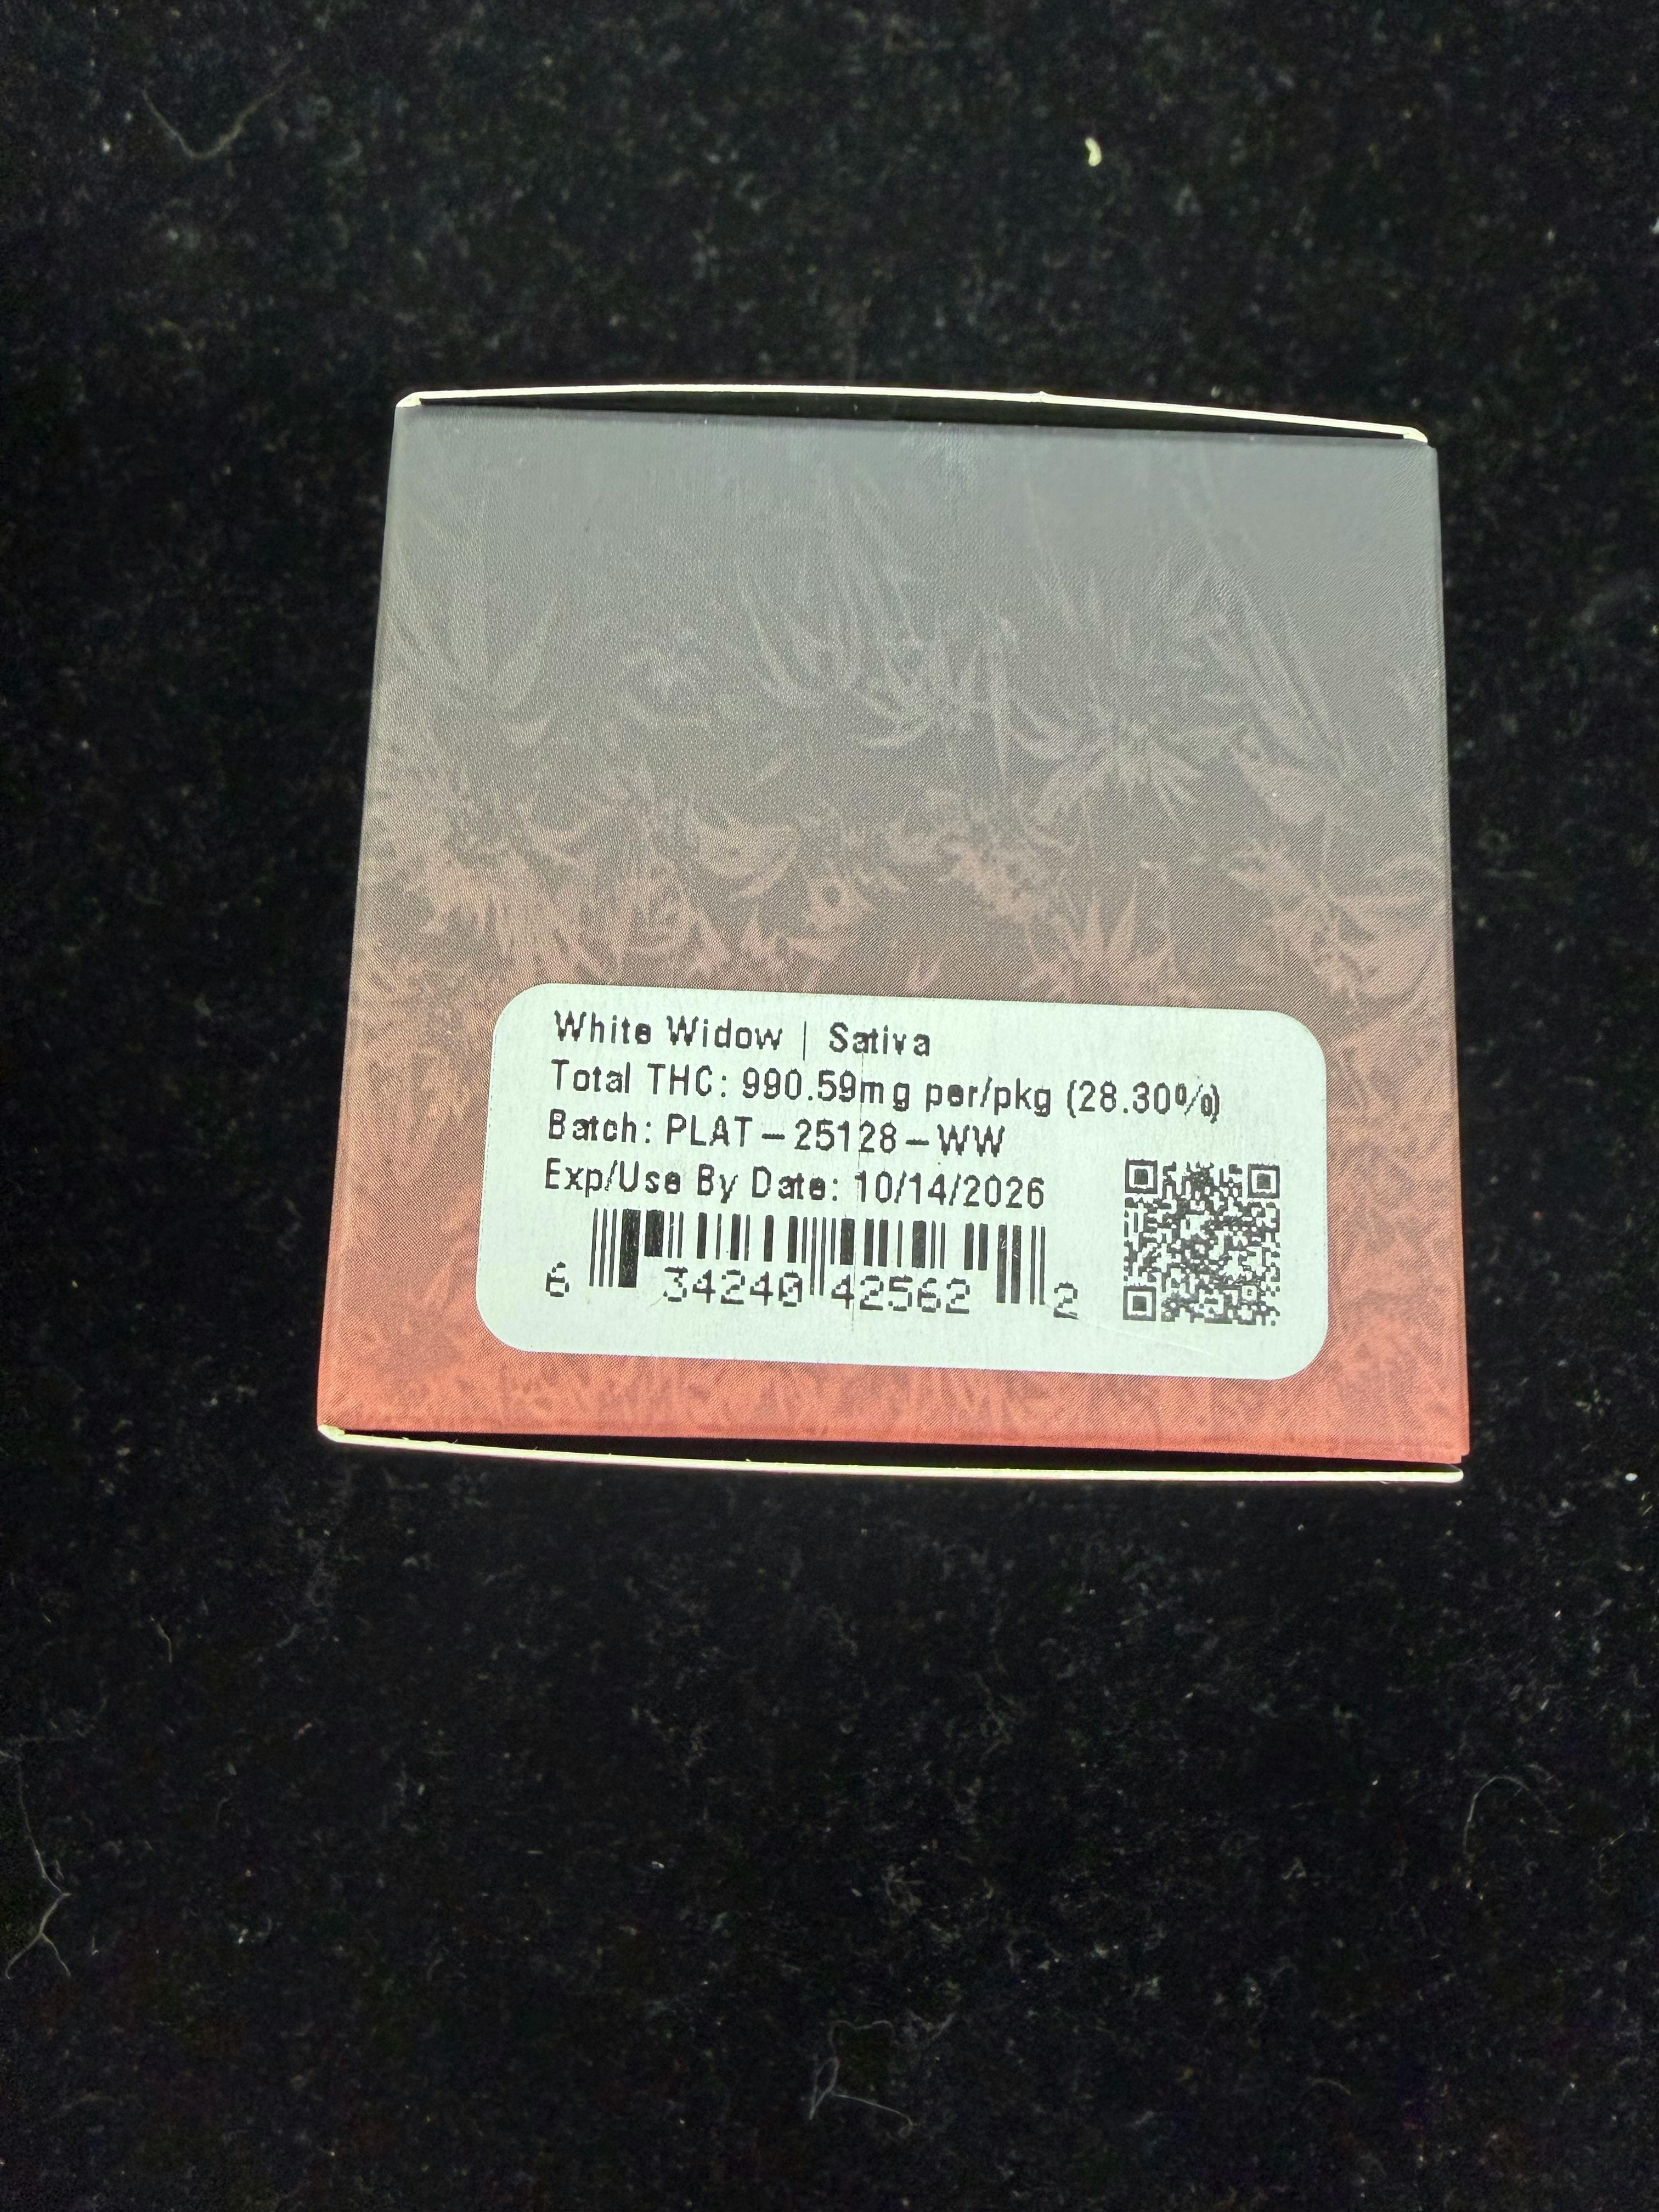 White Widow | Sativa
Total THC: 990.59mg per/pkg (28.30%)
Batch: PLAT-25128-WW
Exp/Use By Date: 10/14/2026
6 34240 42562 2